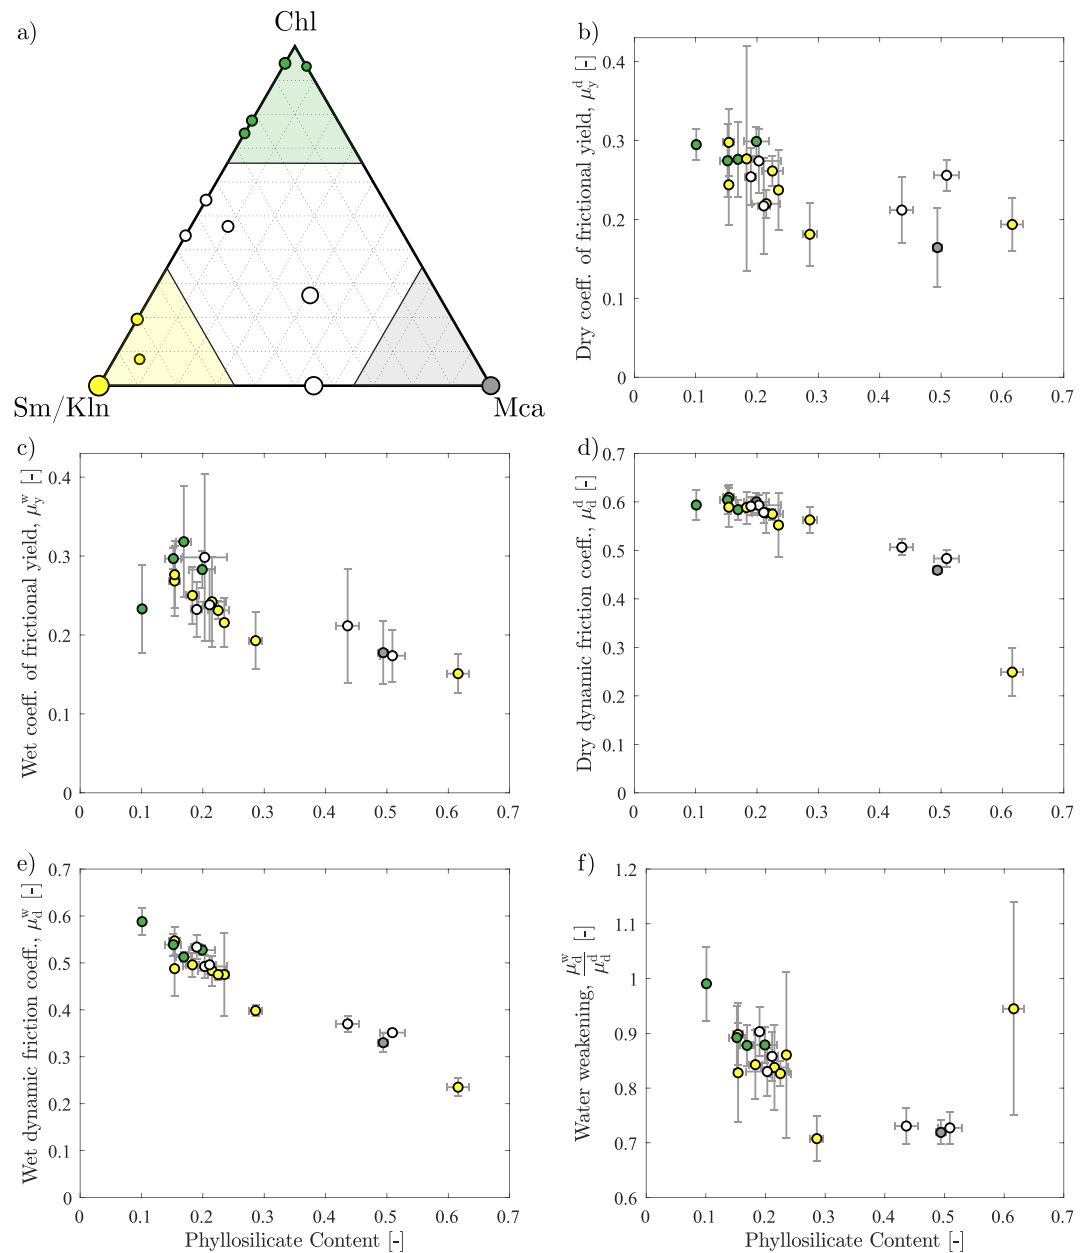 a)
Chl
Sm/Kln
Mca
b)
Dry coeff. of frictional yield, μ_y^d [-]
0.4
0.3
0.2
0.1
0
0 0.1 0.2 0.3 0.4 0.5 0.6 0.7
c)
Wet coeff. of frictional yield, μ_y^w [-]
0.4
0.3
0.2
0.1
0
0 0.1 0.2 0.3 0.4 0.5 0.6 0.7
d)
Dry dynamic friction coeff., μ_d^d [-]
0.7
0.6
0.5
0.4
0.3
0.2
0.1
0
0 0.1 0.2 0.3 0.4 0.5 0.6 0.7
e)
Wet dynamic friction coeff., μ_d^w [-]
0.7
0.6
0.5
0.4
0.3
0.2
0.1
0
0 0.1 0.2 0.3 0.4 0.5 0.6 0.7
Phyllosilicate Content [-]
f)
Water weakening, μ_d^w/μ_d^d [-]
1.2
1.1
1
0.9
0.8
0.7
0.6
0 0.1 0.2 0.3 0.4 0.5 0.6 0.7
Phyllosilicate Content [-]